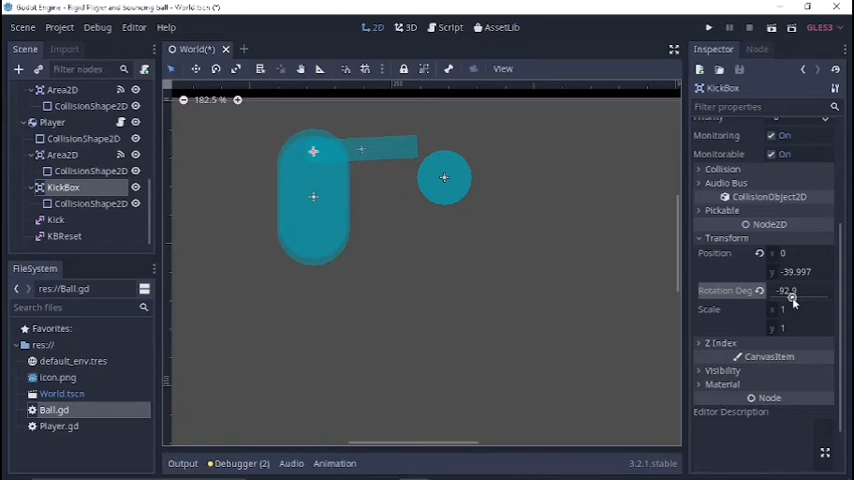 Godot Engine - Rigid Player and Bouncing ball - World.tscn (*)
Scene Project Debug Editor Help
2D 3D Script AssetLib
GLES3
Scene Import
World(*)
Inspector Node
Filter nodes
View
Area2D
CollisionShape2D
Player
CollisionShape2D
Area2D
KickBox
CollisionShape2D
Kick
KBReset
182.5 %
FileSystem
res://Ball.gd
Search files
Favorites:
res://
default_env.tres
icon.png
World.tscn
Ball.gd
Player.gd
KickBox
Filter properties
Priority
Monitoring On
Monitorable On
Collision
Audio Bus
CollisionObject2D
Pickable
Node2D
Transform
Position x 0
y -39.997
Rotation Deg -92.9
Scale x 1
y 1
Z Index
CanvasItem
Visibility
Material
Node
Editor Description
Output Debugger (2) Audio Animation
3.2.1.stable